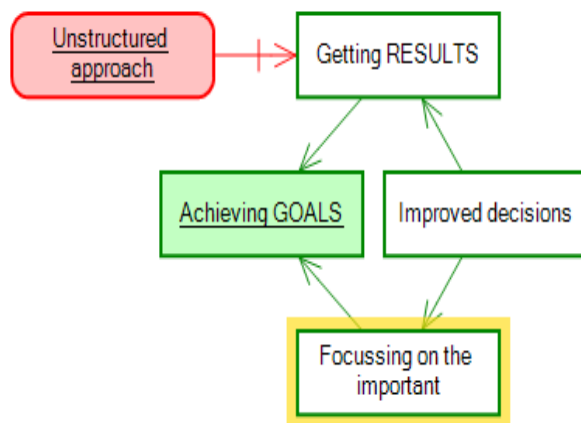 Unstructured
approach
Getting RESULTS
Achieving GOALS
Improved decisions
Focussing on the
important